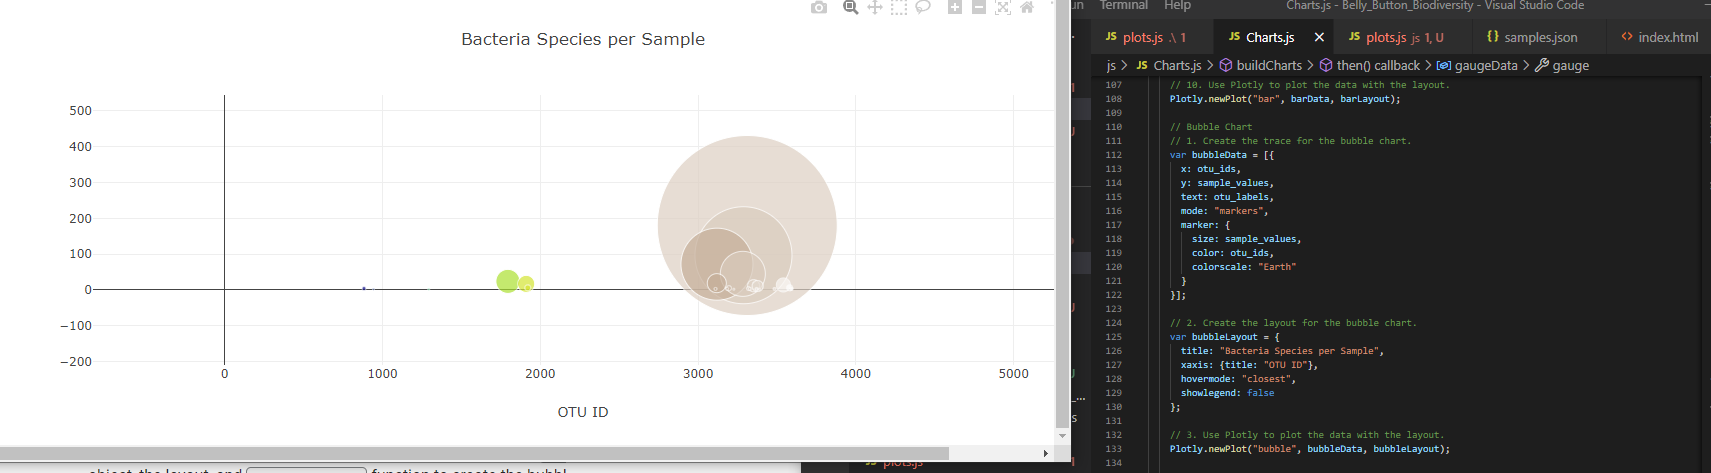 Bacteria Species per Sample
500
400
300
200
100
0
−100
−200
0 1000 2000 3000 4000 5000
OTU ID
function to create the bubbl
Terminal Help Charts.js - Belly_Button_Biodiversity - Visual Studio Code
JS plots.js .\ 1 JS Charts.js × JS plots.js js 1, U {} samples.json <> index.html
js > JS Charts.js > buildCharts > then() callback > gaugeData > gauge
107 // 10. Use Plotly to plot the data with the layout.
108 Plotly.newPlot("bar", barData, barLayout);
109
110 // Bubble Chart
111 // 1. Create the trace for the bubble chart.
112 var bubbleData = [{
113 x: otu_ids,
114 y: sample_values,
115 text: otu_labels,
116 mode: "markers",
117 marker: {
118 size: sample_values,
119 color: otu_ids,
120 colorscale: "Earth"
121 }
122 }];
123
124 // 2. Create the layout for the bubble chart.
125 var bubbleLayout = {
126 title: "Bacteria Species per Sample",
127 xaxis: {title: "OTU ID"},
128 hovermode: "closest",
129 showlegend: false
130 };
131
132 // 3. Use Plotly to plot the data with the layout.
133 Plotly.newPlot("bubble", bubbleData, bubbleLayout);
134
JS plots.js